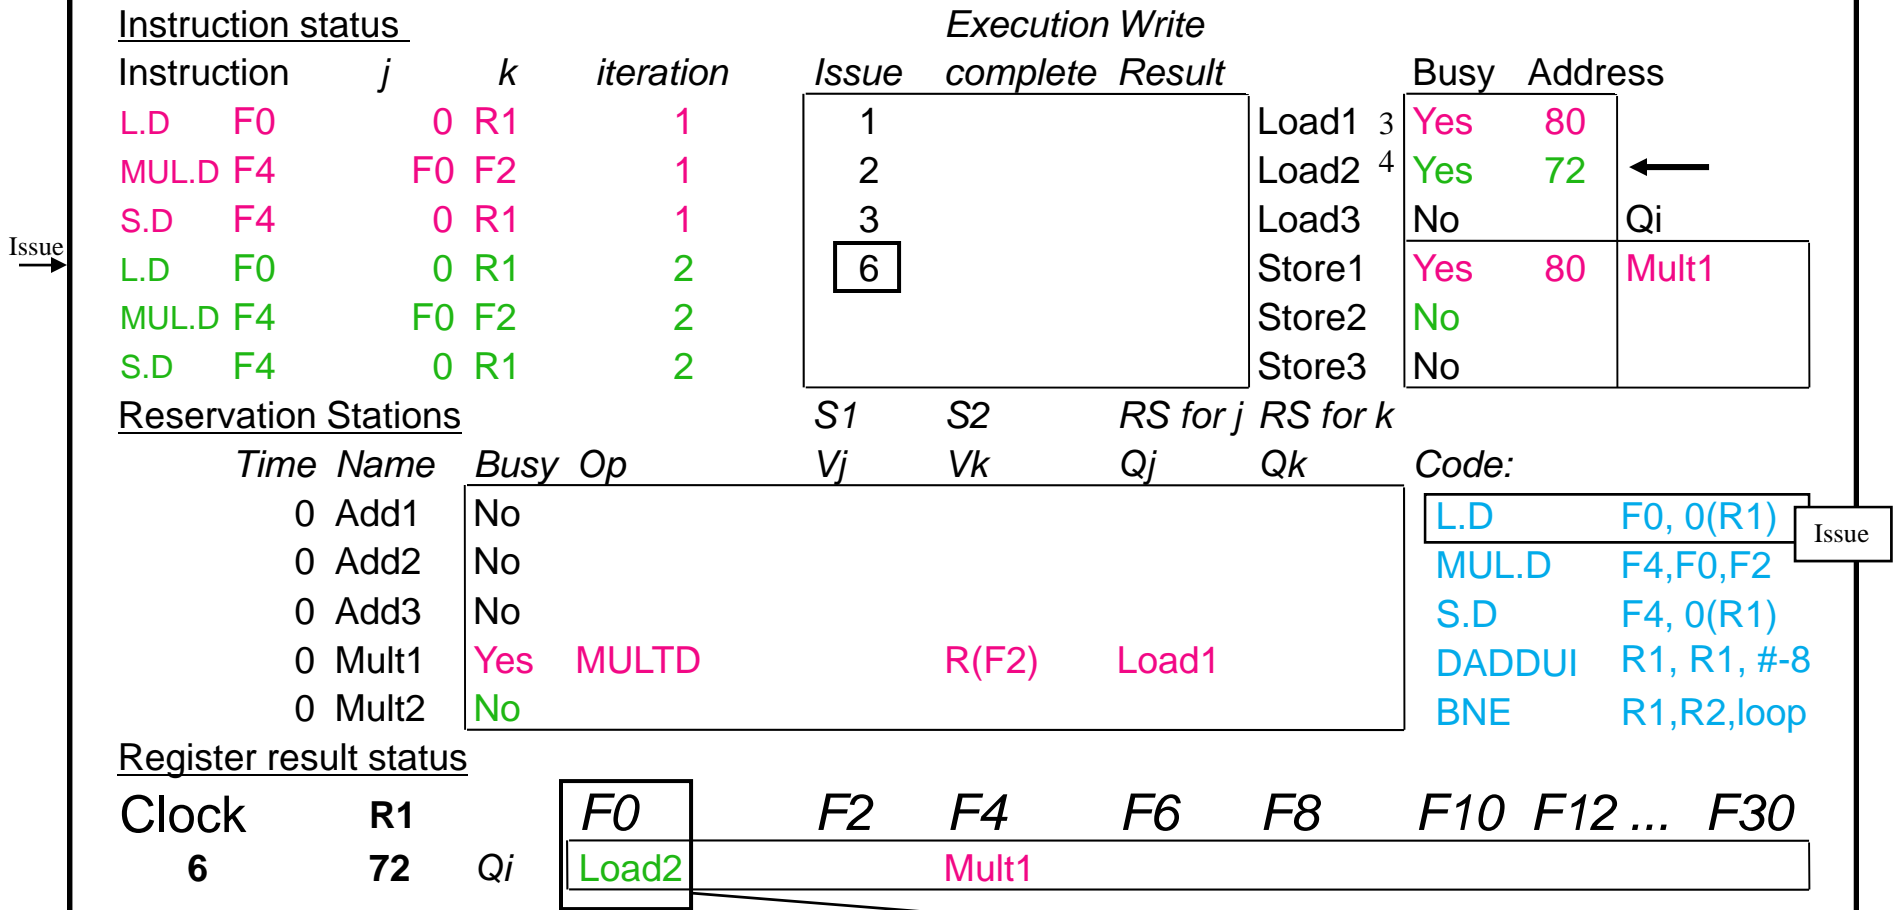 Instruction status Execution Write
Instruction j k iteration Issue complete Result Busy Address
L.D F0 0 R1 1 1 Load1 3 Yes 80
MUL.D F4 F0 F2 1 2 Load2 4 Yes 72
S.D F4 0 R1 1 3 Load3 No Qi
Issue
L.D F0 0 R1 2 6 Store1 Yes 80 Mult1
MUL.D F4 F0 F2 2 Store2 No
S.D F4 0 R1 2 Store3 No
Reservation Stations S1 S2 RS for j RS for k
Time Name Busy Op Vj Vk Qj Qk Code:
0 Add1 No L.D F0, 0(R1) Issue
0 Add2 No MUL.D F4,F0,F2
0 Add3 No S.D F4, 0(R1)
0 Mult1 Yes MULTD R(F2) Load1 DADDUI R1, R1, #-8
0 Mult2 No BNE R1,R2,loop
Register result status
Clock R1 F0 F2 F4 F6 F8 F10 F12 ... F30
6 72 Qi Load2 Mult1